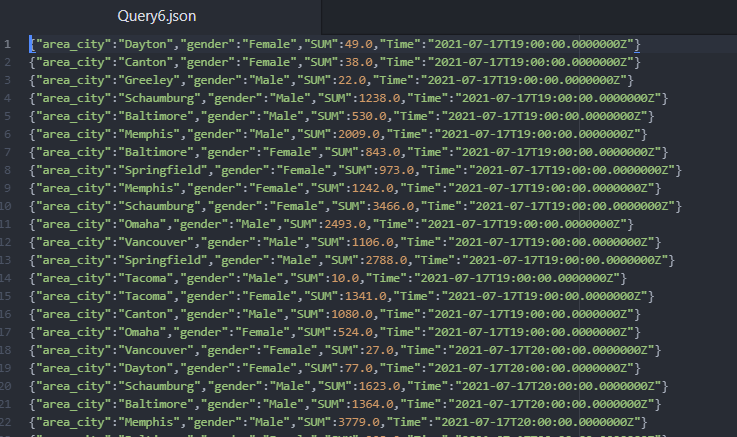 Query6.json
1 {"area_city":"Dayton","gender":"Female","SUM":49.0,"Time":"2021-07-17T19:00:00.0000000Z"}
2 {"area_city":"Canton","gender":"Female","SUM":38.0,"Time":"2021-07-17T19:00:00.0000000Z"}
3 {"area_city":"Greeley","gender":"Male","SUM":22.0,"Time":"2021-07-17T19:00:00.0000000Z"}
4 {"area_city":"Schaumburg","gender":"Male","SUM":1238.0,"Time":"2021-07-17T19:00:00.0000000Z"}
5 {"area_city":"Baltimore","gender":"Male","SUM":530.0,"Time":"2021-07-17T19:00:00.0000000Z"}
6 {"area_city":"Memphis","gender":"Male","SUM":2009.0,"Time":"2021-07-17T19:00:00.0000000Z"}
7 {"area_city":"Baltimore","gender":"Female","SUM":843.0,"Time":"2021-07-17T19:00:00.0000000Z"}
8 {"area_city":"Springfield","gender":"Female","SUM":973.0,"Time":"2021-07-17T19:00:00.0000000Z"}
9 {"area_city":"Memphis","gender":"Female","SUM":1242.0,"Time":"2021-07-17T19:00:00.0000000Z"}
10 {"area_city":"Schaumburg","gender":"Female","SUM":3466.0,"Time":"2021-07-17T19:00:00.0000000Z"}
11 {"area_city":"Omaha","gender":"Male","SUM":2493.0,"Time":"2021-07-17T19:00:00.0000000Z"}
12 {"area_city":"Vancouver","gender":"Male","SUM":1106.0,"Time":"2021-07-17T19:00:00.0000000Z"}
13 {"area_city":"Springfield","gender":"Male","SUM":2788.0,"Time":"2021-07-17T19:00:00.0000000Z"}
14 {"area_city":"Tacoma","gender":"Male","SUM":10.0,"Time":"2021-07-17T19:00:00.0000000Z"}
15 {"area_city":"Tacoma","gender":"Female","SUM":1341.0,"Time":"2021-07-17T19:00:00.0000000Z"}
16 {"area_city":"Canton","gender":"Male","SUM":1080.0,"Time":"2021-07-17T19:00:00.0000000Z"}
17 {"area_city":"Omaha","gender":"Female","SUM":524.0,"Time":"2021-07-17T19:00:00.0000000Z"}
18 {"area_city":"Vancouver","gender":"Female","SUM":27.0,"Time":"2021-07-17T20:00:00.0000000Z"}
19 {"area_city":"Dayton","gender":"Female","SUM":77.0,"Time":"2021-07-17T20:00:00.0000000Z"}
20 {"area_city":"Schaumburg","gender":"Male","SUM":1623.0,"Time":"2021-07-17T20:00:00.0000000Z"}
21 {"area_city":"Baltimore","gender":"Male","SUM":1364.0,"Time":"2021-07-17T20:00:00.0000000Z"}
22 {"area_city":"Memphis","gender":"Male","SUM":3779.0,"Time":"2021-07-17T20:00:00.0000000Z"}